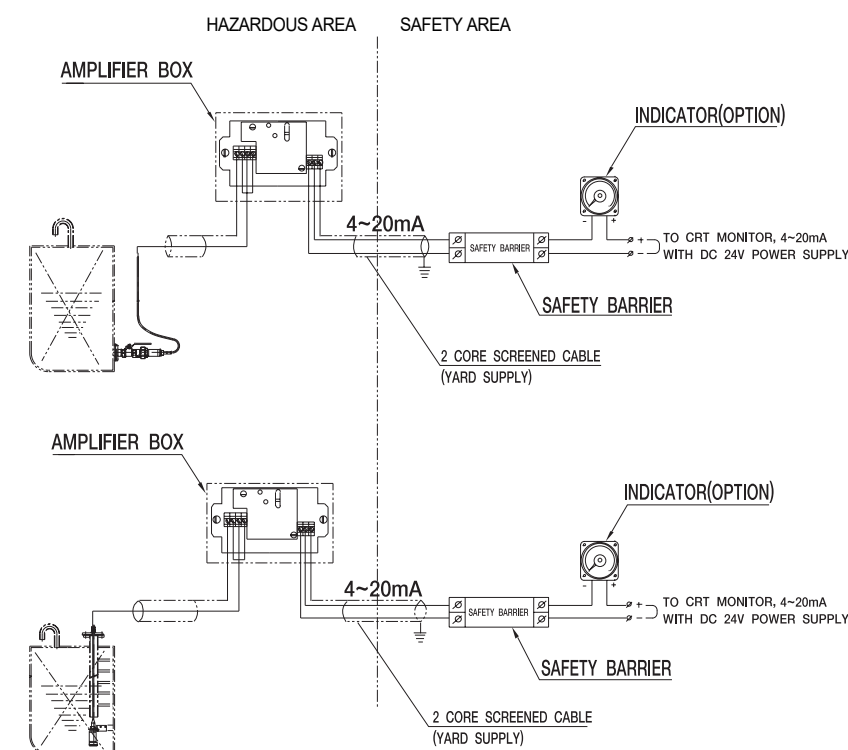 HAZARDOUS AREA
SAFETY AREA
AMPLIFIER BOX
INDICATOR(OPTION)
4~20mA
- +
SAFETY BARRIER
+ TO CRT MONITOR, 4~20mA
- WITH DC 24V POWER SUPPLY
SAFETY BARRIER
2 CORE SCREENED CABLE
(YARD SUPPLY)
AMPLIFIER BOX
INDICATOR(OPTION)
4~20mA
- +
SAFETY BARRIER
+ TO CRT MONITOR, 4~20mA
- WITH DC 24V POWER SUPPLY
SAFETY BARRIER
2 CORE SCREENED CABLE
(YARD SUPPLY)